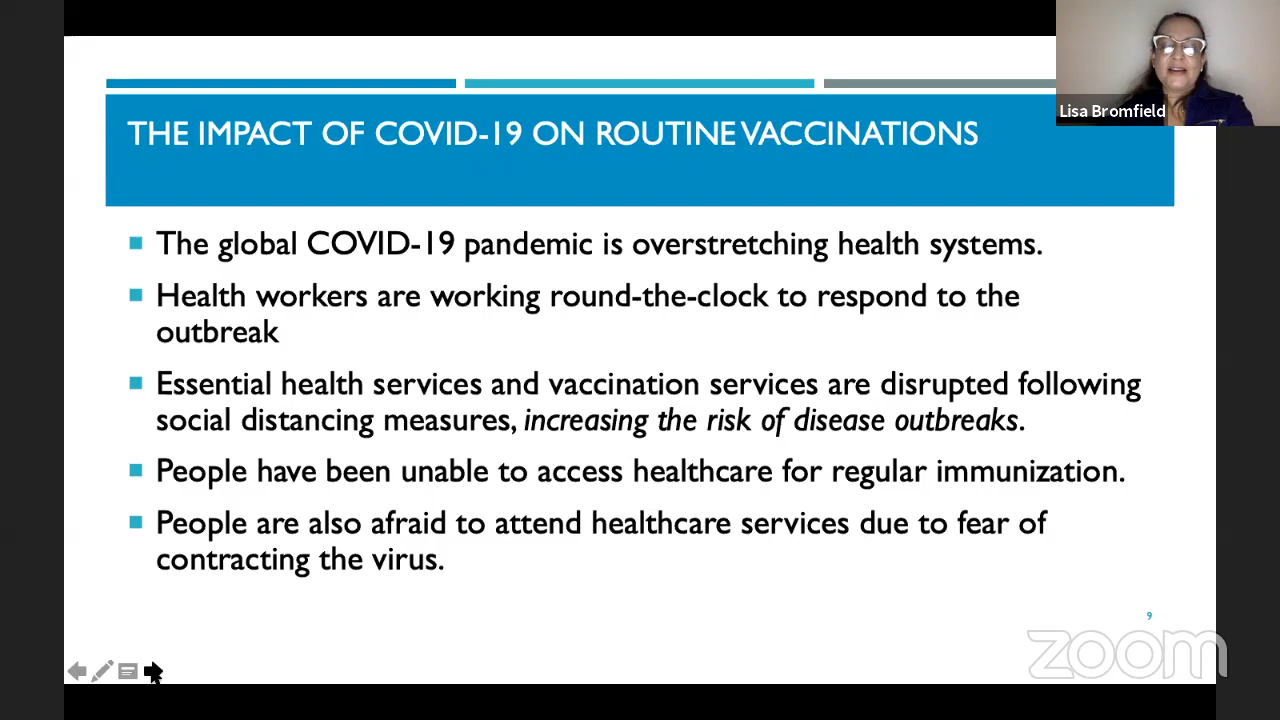 Lisa Bromfield
THE IMPACT OF COVID-19 ON ROUTINE VACCINATIONS
The global COVID-19 pandemic is overstretching health systems.
Health workers are working round-the-clock to respond to the
outbreak
Essential health services and vaccination services are disrupted following
social distancing measures, increasing the risk of disease outbreaks.
People have been unable to access healthcare for regular immunization.
People are also afraid to attend healthcare services due to fear of
contracting the virus.
9
zoom